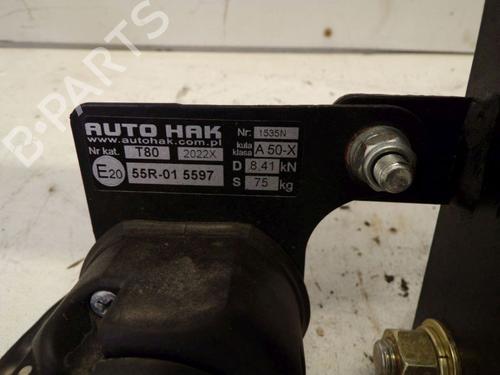 AUTO HAK
www.autohak.com.pl
Nr kat. T80 2022X
E20 55R-01 5597
Nr: 1535N
kula klasa A 50-X
D 8,41 kN
S 75 kg
B-PARTS